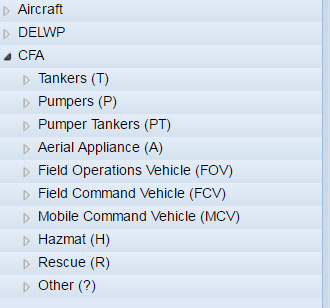 Aircraft
DELWP
CFA
Tankers (T)
Pumpers (P)
Pumper Tankers (PT)
Aerial Appliance (A)
Field Operations Vehicle (FOV)
Field Command Vehicle (FCV)
Mobile Command Vehicle (MCV)
Hazmat (H)
Rescue (R)
Other (?)